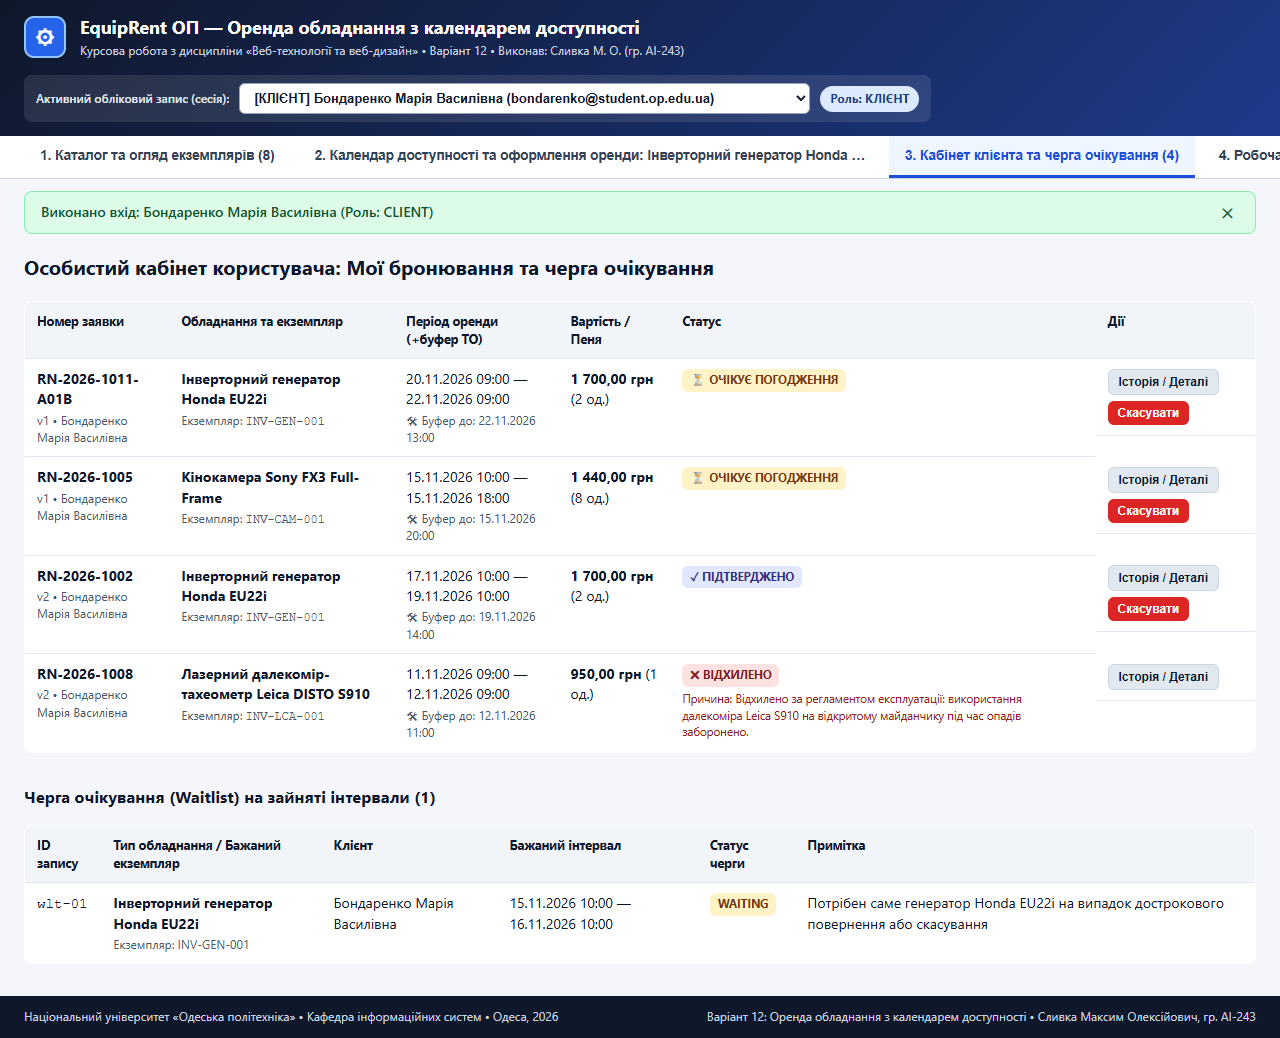 EquipRent ОП — Оренда обладнання з календарем доступності
Курсова робота з дисципліни «Веб-технології та веб-дизайн» • Варіант 12 • Виконав: Сливка М. О. (гр. АІ-243)
Активний обліковий запис (сесія):
[КЛІЄНТ] Бондаренко Марія Василівна (bondarenko@student.op.edu.ua)
Роль: КЛІЄНТ
1. Каталог та огляд екземплярів (8)
2. Календар доступності та оформлення оренди: Інверторний генератор Honda ...
3. Кабінет клієнта та черга очікування (4)
4. Робоча
Виконано вхід: Бондаренко Марія Василівна (Роль: CLIENT)
×
Особистий кабінет користувача: Мої бронювання та черга очікування
Номер заявки
Обладнання та екземпляр
Період оренди
(+буфер ТО)
Вартість /
Пеня
Статус
Дії
RN-2026-1011-
A01B
v1 • Бондаренко
Марія Василівна
Інверторний генератор
Honda EU22i
Екземпляр: INV-GEN-001
20.11.2026 09:00 —
22.11.2026 09:00
🛠 Буфер до: 22.11.2026
13:00
1 700,00 грн
(2 од.)
⏳ ОЧІКУЄ ПОГОДЖЕННЯ
Історія / Деталі
Скасувати
RN-2026-1005
v1 • Бондаренко
Марія Василівна
Кінокамера Sony FX3 Full-
Frame
Екземпляр: INV-CAM-001
15.11.2026 10:00 —
15.11.2026 18:00
🛠 Буфер до: 15.11.2026
20:00
1 440,00 грн
(8 од.)
⏳ ОЧІКУЄ ПОГОДЖЕННЯ
Історія / Деталі
Скасувати
RN-2026-1002
v2 • Бондаренко
Марія Василівна
Інверторний генератор
Honda EU22i
Екземпляр: INV-GEN-001
17.11.2026 10:00 —
19.11.2026 10:00
🛠 Буфер до: 19.11.2026
14:00
1 700,00 грн
(2 од.)
✓ ПІДТВЕРДЖЕНО
Історія / Деталі
Скасувати
RN-2026-1008
v2 • Бондаренко
Марія Василівна
Лазерний далекомір-
тахеометр Leica DISTO S910
Екземпляр: INV-LCA-001
11.11.2026 09:00 —
12.11.2026 09:00
🛠 Буфер до: 12.11.2026
11:00
950,00 грн (1
од.)
❌ ВІДХИЛЕНО
Причина: Відхилено за регламентом експлуатації: використання
далекоміра Leica S910 на відкритому майданчику під час опадів
заборонено.
Історія / Деталі
Черга очікування (Waitlist) на зайняті інтервали (1)
ID
запису
Тип обладнання / Бажаний
екземпляр
Клієнт
Бажаний інтервал
Статус
черги
Примітка
wlt-01
Інверторний генератор
Honda EU22i
Екземпляр: INV-GEN-001
Бондаренко Марія
Василівна
15.11.2026 10:00 —
16.11.2026 10:00
WAITING
Потрібен саме генератор Honda EU22i на випадок дострокового
повернення або скасування
Національний університет «Одеська політехніка» • Кафедра інформаційних систем • Одеса, 2026
Варіант 12: Оренда обладнання з календарем доступності • Сливка Максим Олексійович, гр. АІ-243